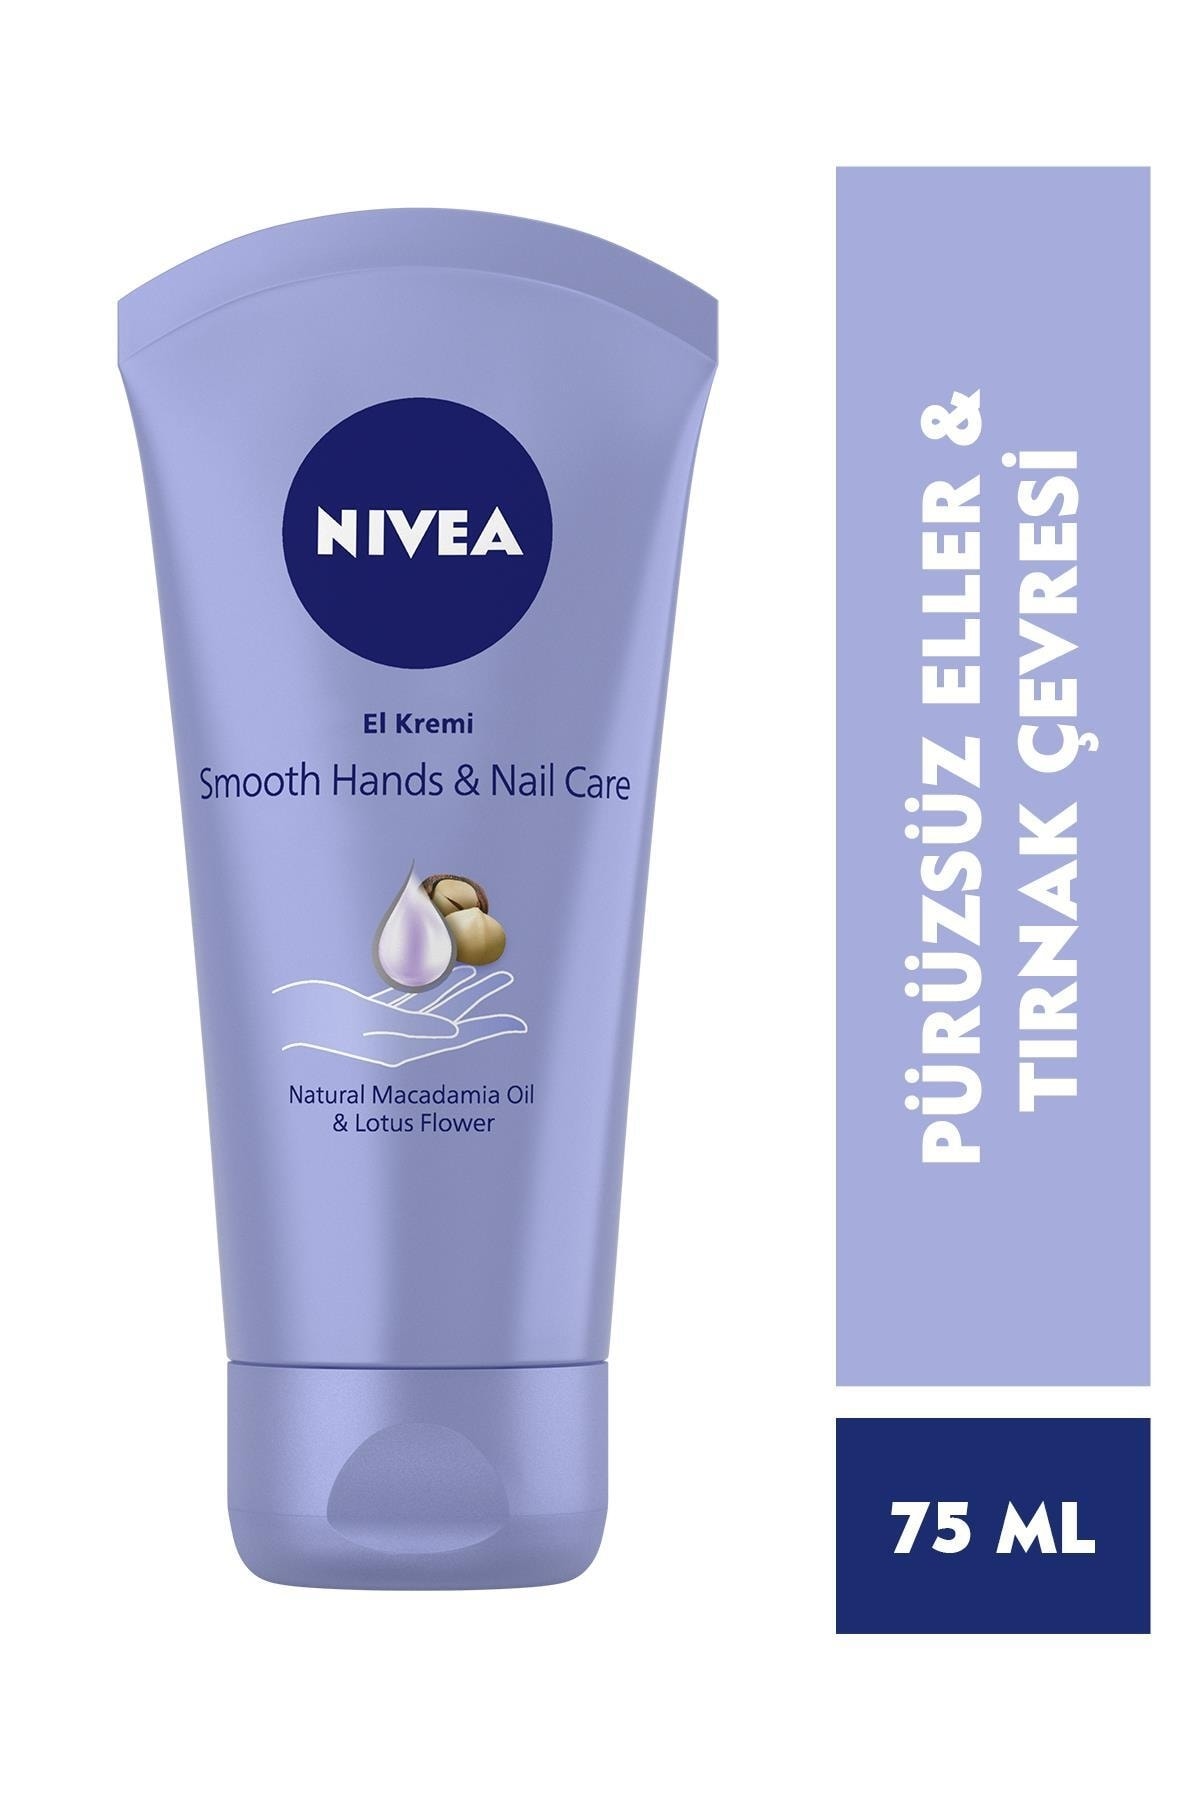 NIVEA
El Kremi
Smooth Hands & Nail Care
Natural Macadamia Oil
& Lotus Flower
PÜRÜZSÜZ ELLER &
TIRNAK ÇEVRESİ
75 ML